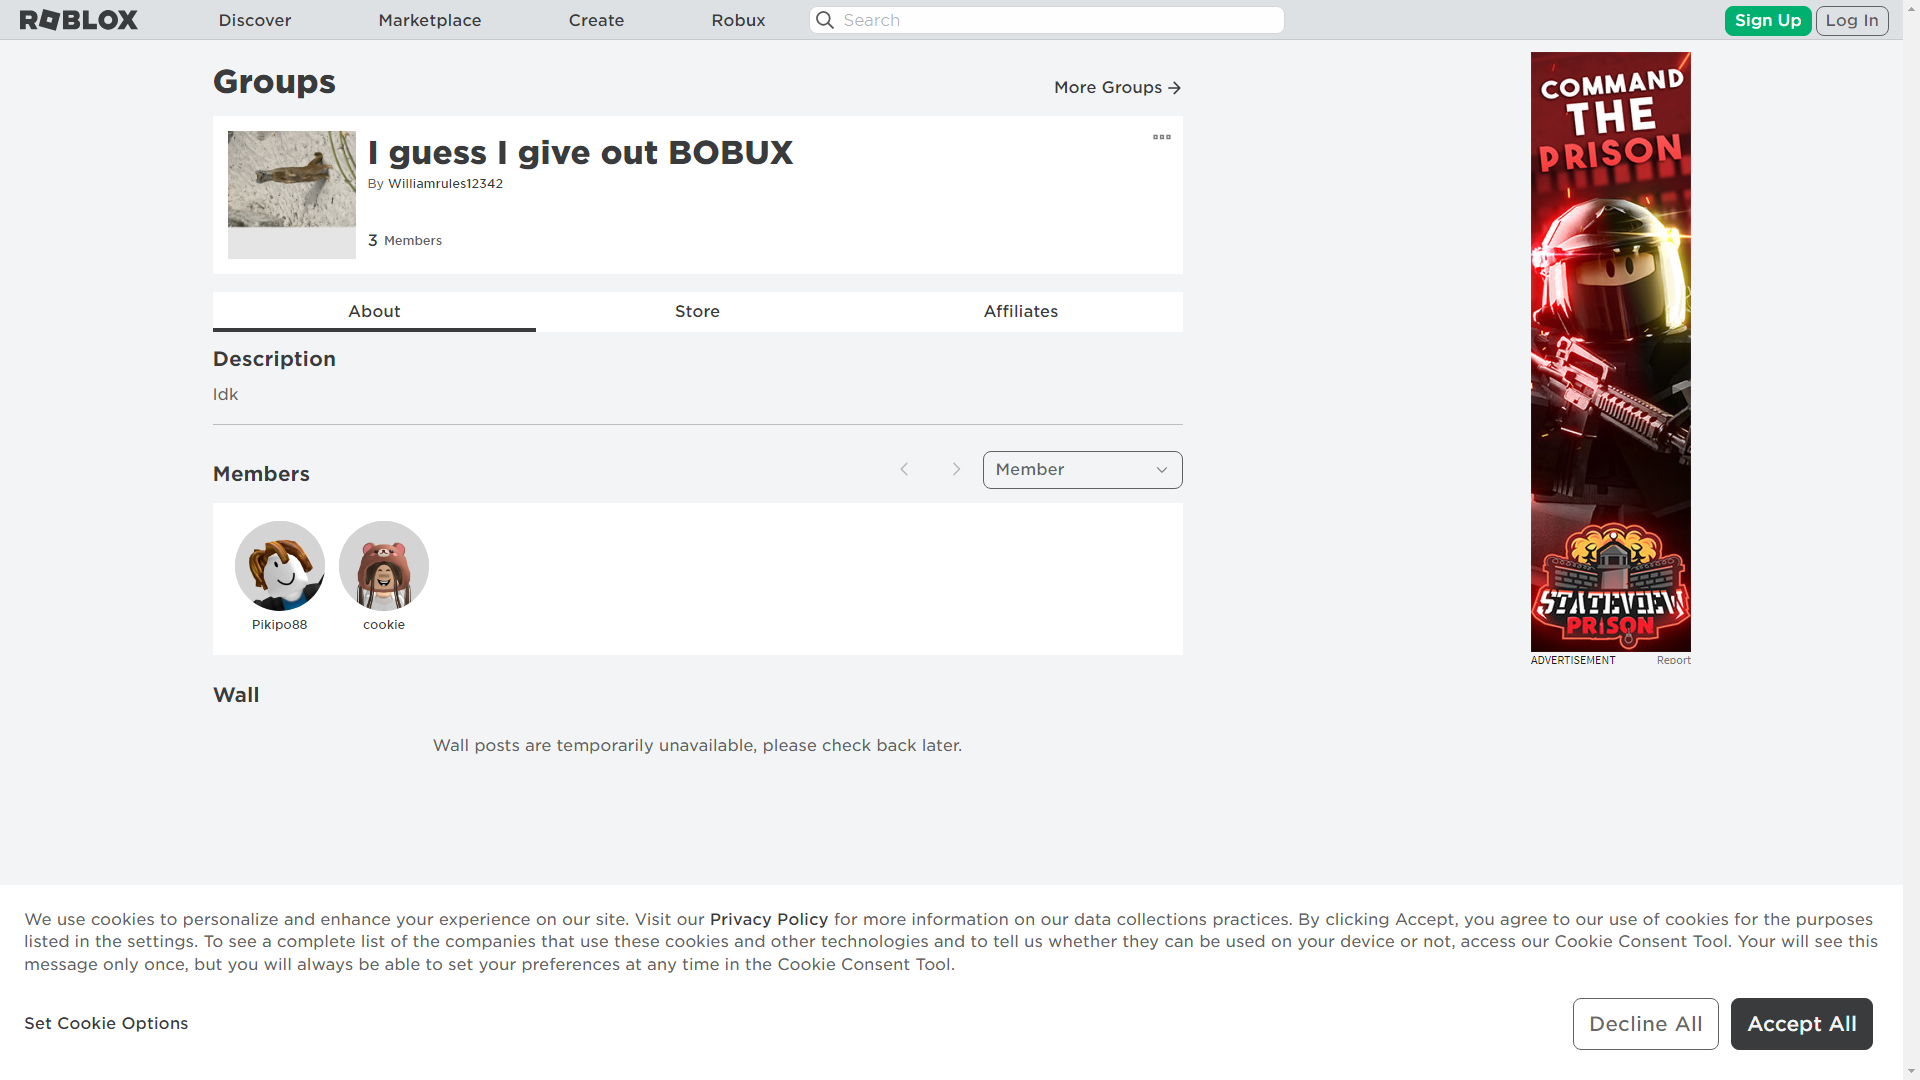 ROBLOX
Discover
Marketplace
Create
Robux
Search
Sign Up
Log In
Groups
More Groups
I guess I give out BOBUX
By Williamrules12342
3 Members
About
Store
Affiliates
Description
Idk
Members
Member
Pikipo88
cookie
Wall
Wall posts are temporarily unavailable, please check back later.
COMMAND
THE
PRISON
STATEVIEW
PRISON
ADVERTISEMENT
Report
We use cookies to personalize and enhance your experience on our site. Visit our Privacy Policy for more information on our data collections practices. By clicking Accept, you agree to our use of cookies for the purposes
listed in the settings. To see a complete list of the companies that use these cookies and other technologies and to tell us whether they can be used on your device or not, access our Cookie Consent Tool. Your will see this
message only once, but you will always be able to set your preferences at any time in the Cookie Consent Tool.
Set Cookie Options
Decline All
Accept All